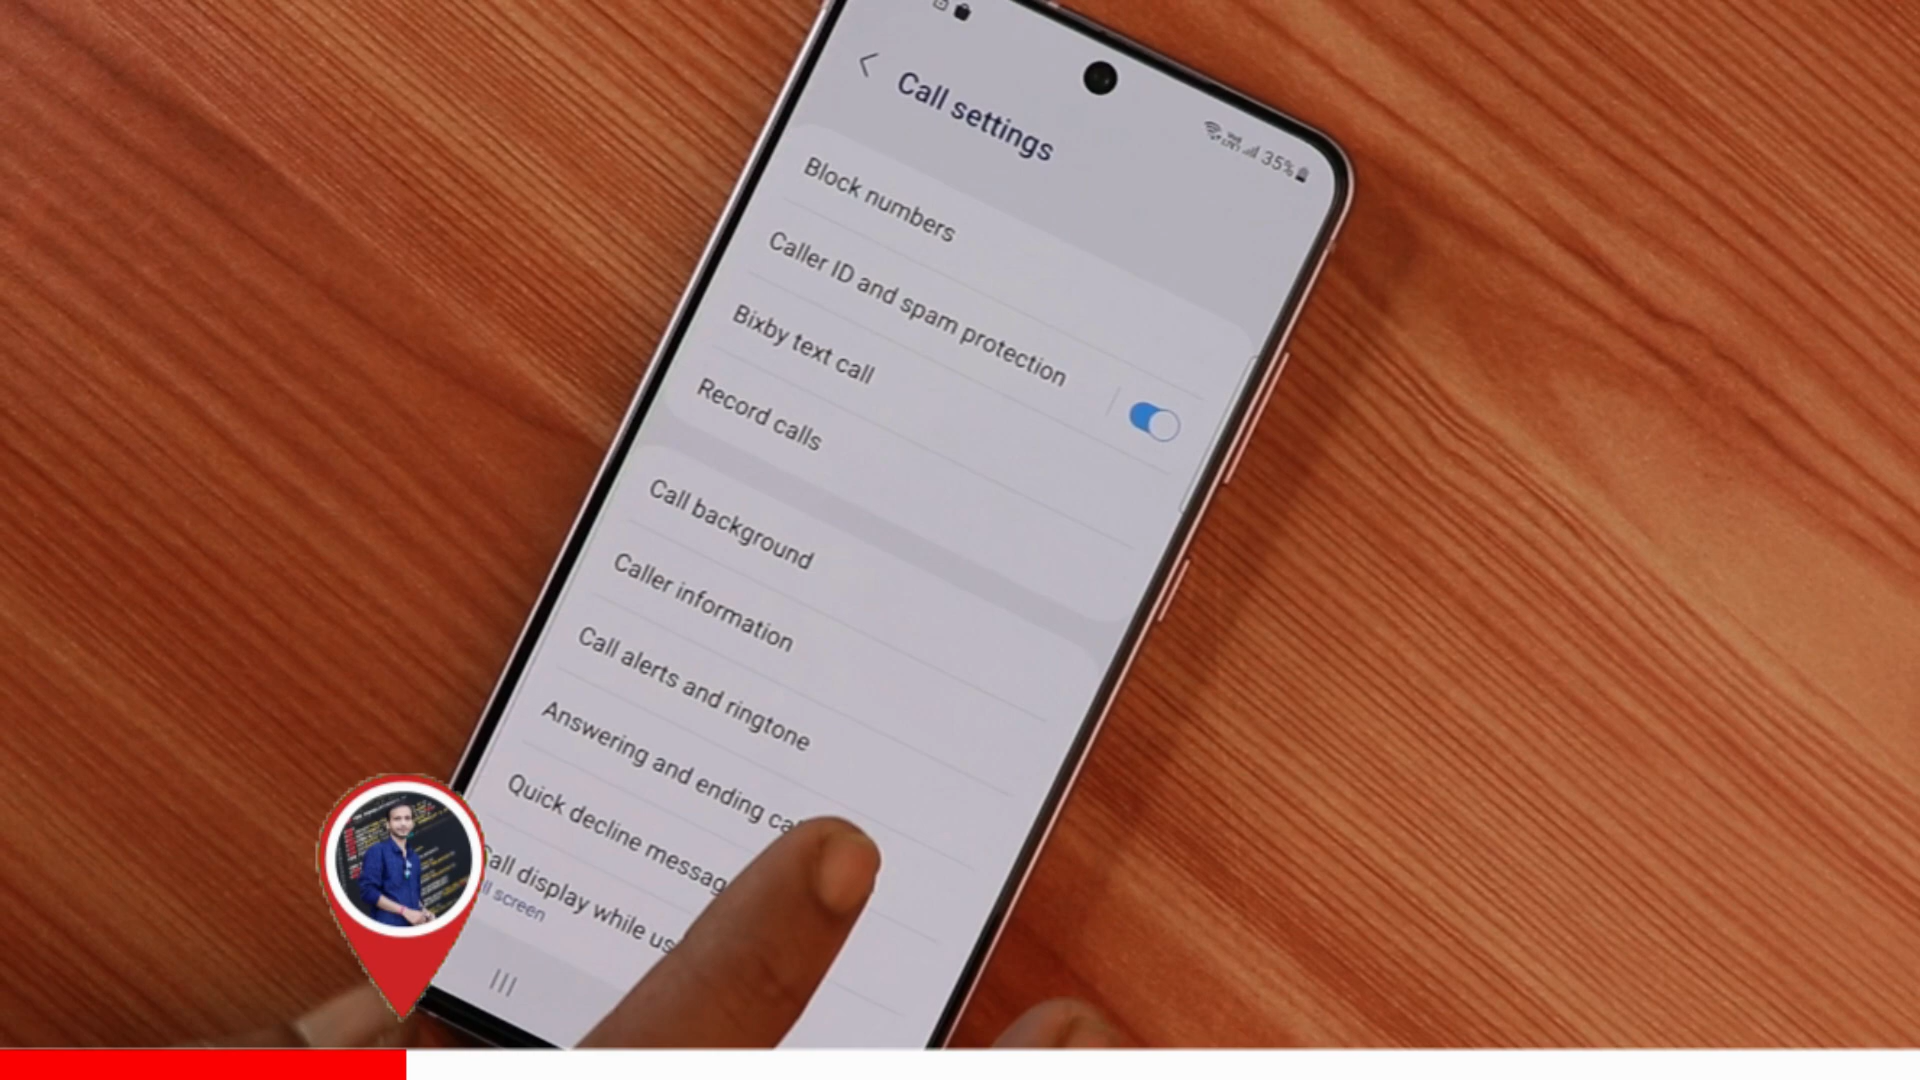 Call settings
35%
Block numbers
Caller ID and spam protection
Bixby text call
Record calls
Call background
Caller information
Call alerts and ringtone
Answering and ending ca
Quick decline messag
Call display while us
ll screen